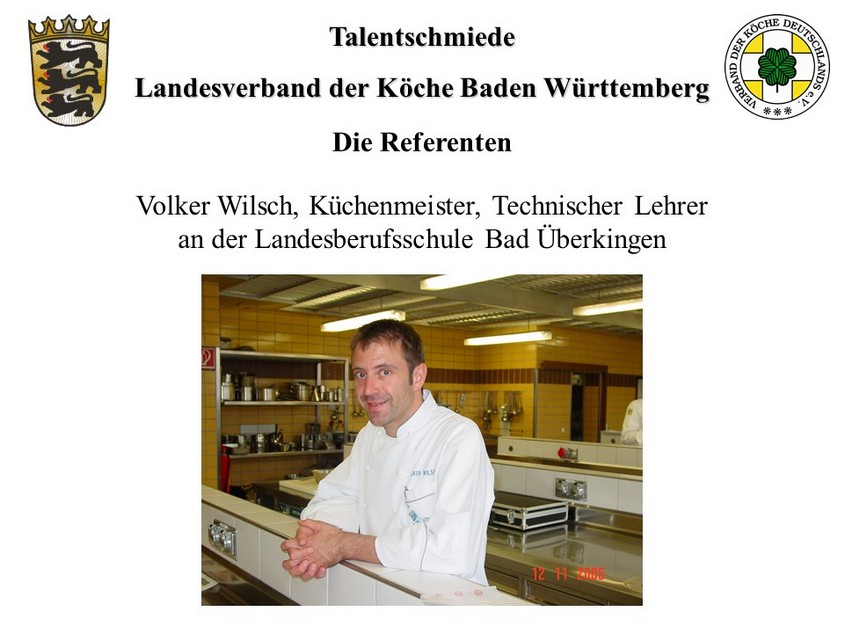 Talentschmiede
Landesverband der Köche Baden Württemberg
Die Referenten
VERBAND DER KÖCHE DEUTSCHLANDS e.V.
Volker Wilsch, Küchenmeister, Technischer Lehrer
an der Landesberufsschule Bad Überkingen
12 11 2005